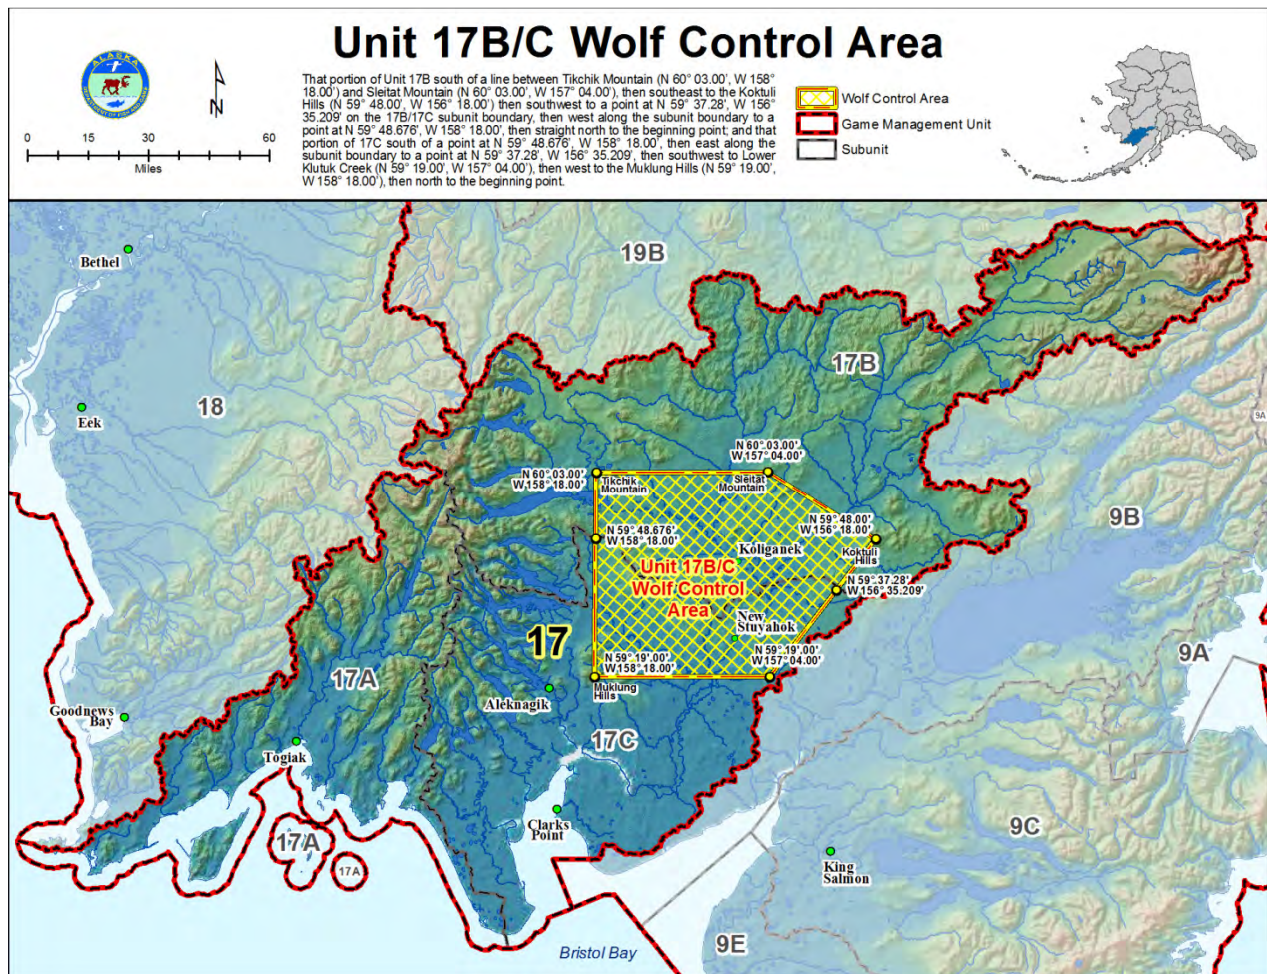 Unit 17B/C Wolf Control Area
ALASKA
N
0 15 30 60
Miles
That portion of Unit 17B south of a line between Tikchik Mountain (N 60° 03.00', W 158°
18.00') and Sleitat Mountain (N 60° 03.00', W 157° 04.00'), then southeast to the Koktuli
Hills (N 59° 48.00', W 156° 18.00') then southwest to a point at N 59° 37.28', W 156°
35.209' on the 17B/17C subunit boundary, then west along the subunit boundary to a
point at N 59° 48.676', W 158° 18.00', then straight north to the beginning point; and that
portion of 17C south of a point at N 59° 48.676', W 158° 18.00', then east along the
subunit boundary to a point at N 59° 37.28', W 156° 35.209', then southwest to Lower
Klutuk Creek (N 59° 19.00', W 157° 04.00'), then west to the Muklung Hills (N 59° 19.00',
W 158° 18.00'), then north to the beginning point.
Wolf Control Area
Game Management Unit
Subunit
Bethel
19B
17B
18
Eek
9A
N 60° 03.00'
W 158° 18.00'
Tikchik
Mountain
N 60° 03.00'
W 157° 04.00'
Sleitat
Mountain
N 59° 48.676'
W 158° 18.00'
N 59° 48.00'
W 156° 18.00'
Koktuli
Hills
Koliganek
9B
Unit 17B/C
Wolf Control
Area
N 59° 37.28'
W 156° 35.209'
New
Stuyahok
17
N 59° 19'.00'
W 158° 18.00'
Muklung
Hills
N 59° 19'.00'
W 157° 04.00'
9A
17A
Aleknagik
Goodnews
Bay
Togiak
17C
Clarks
Point
17A
17A
9C
King
Salmon
9E
Bristol Bay